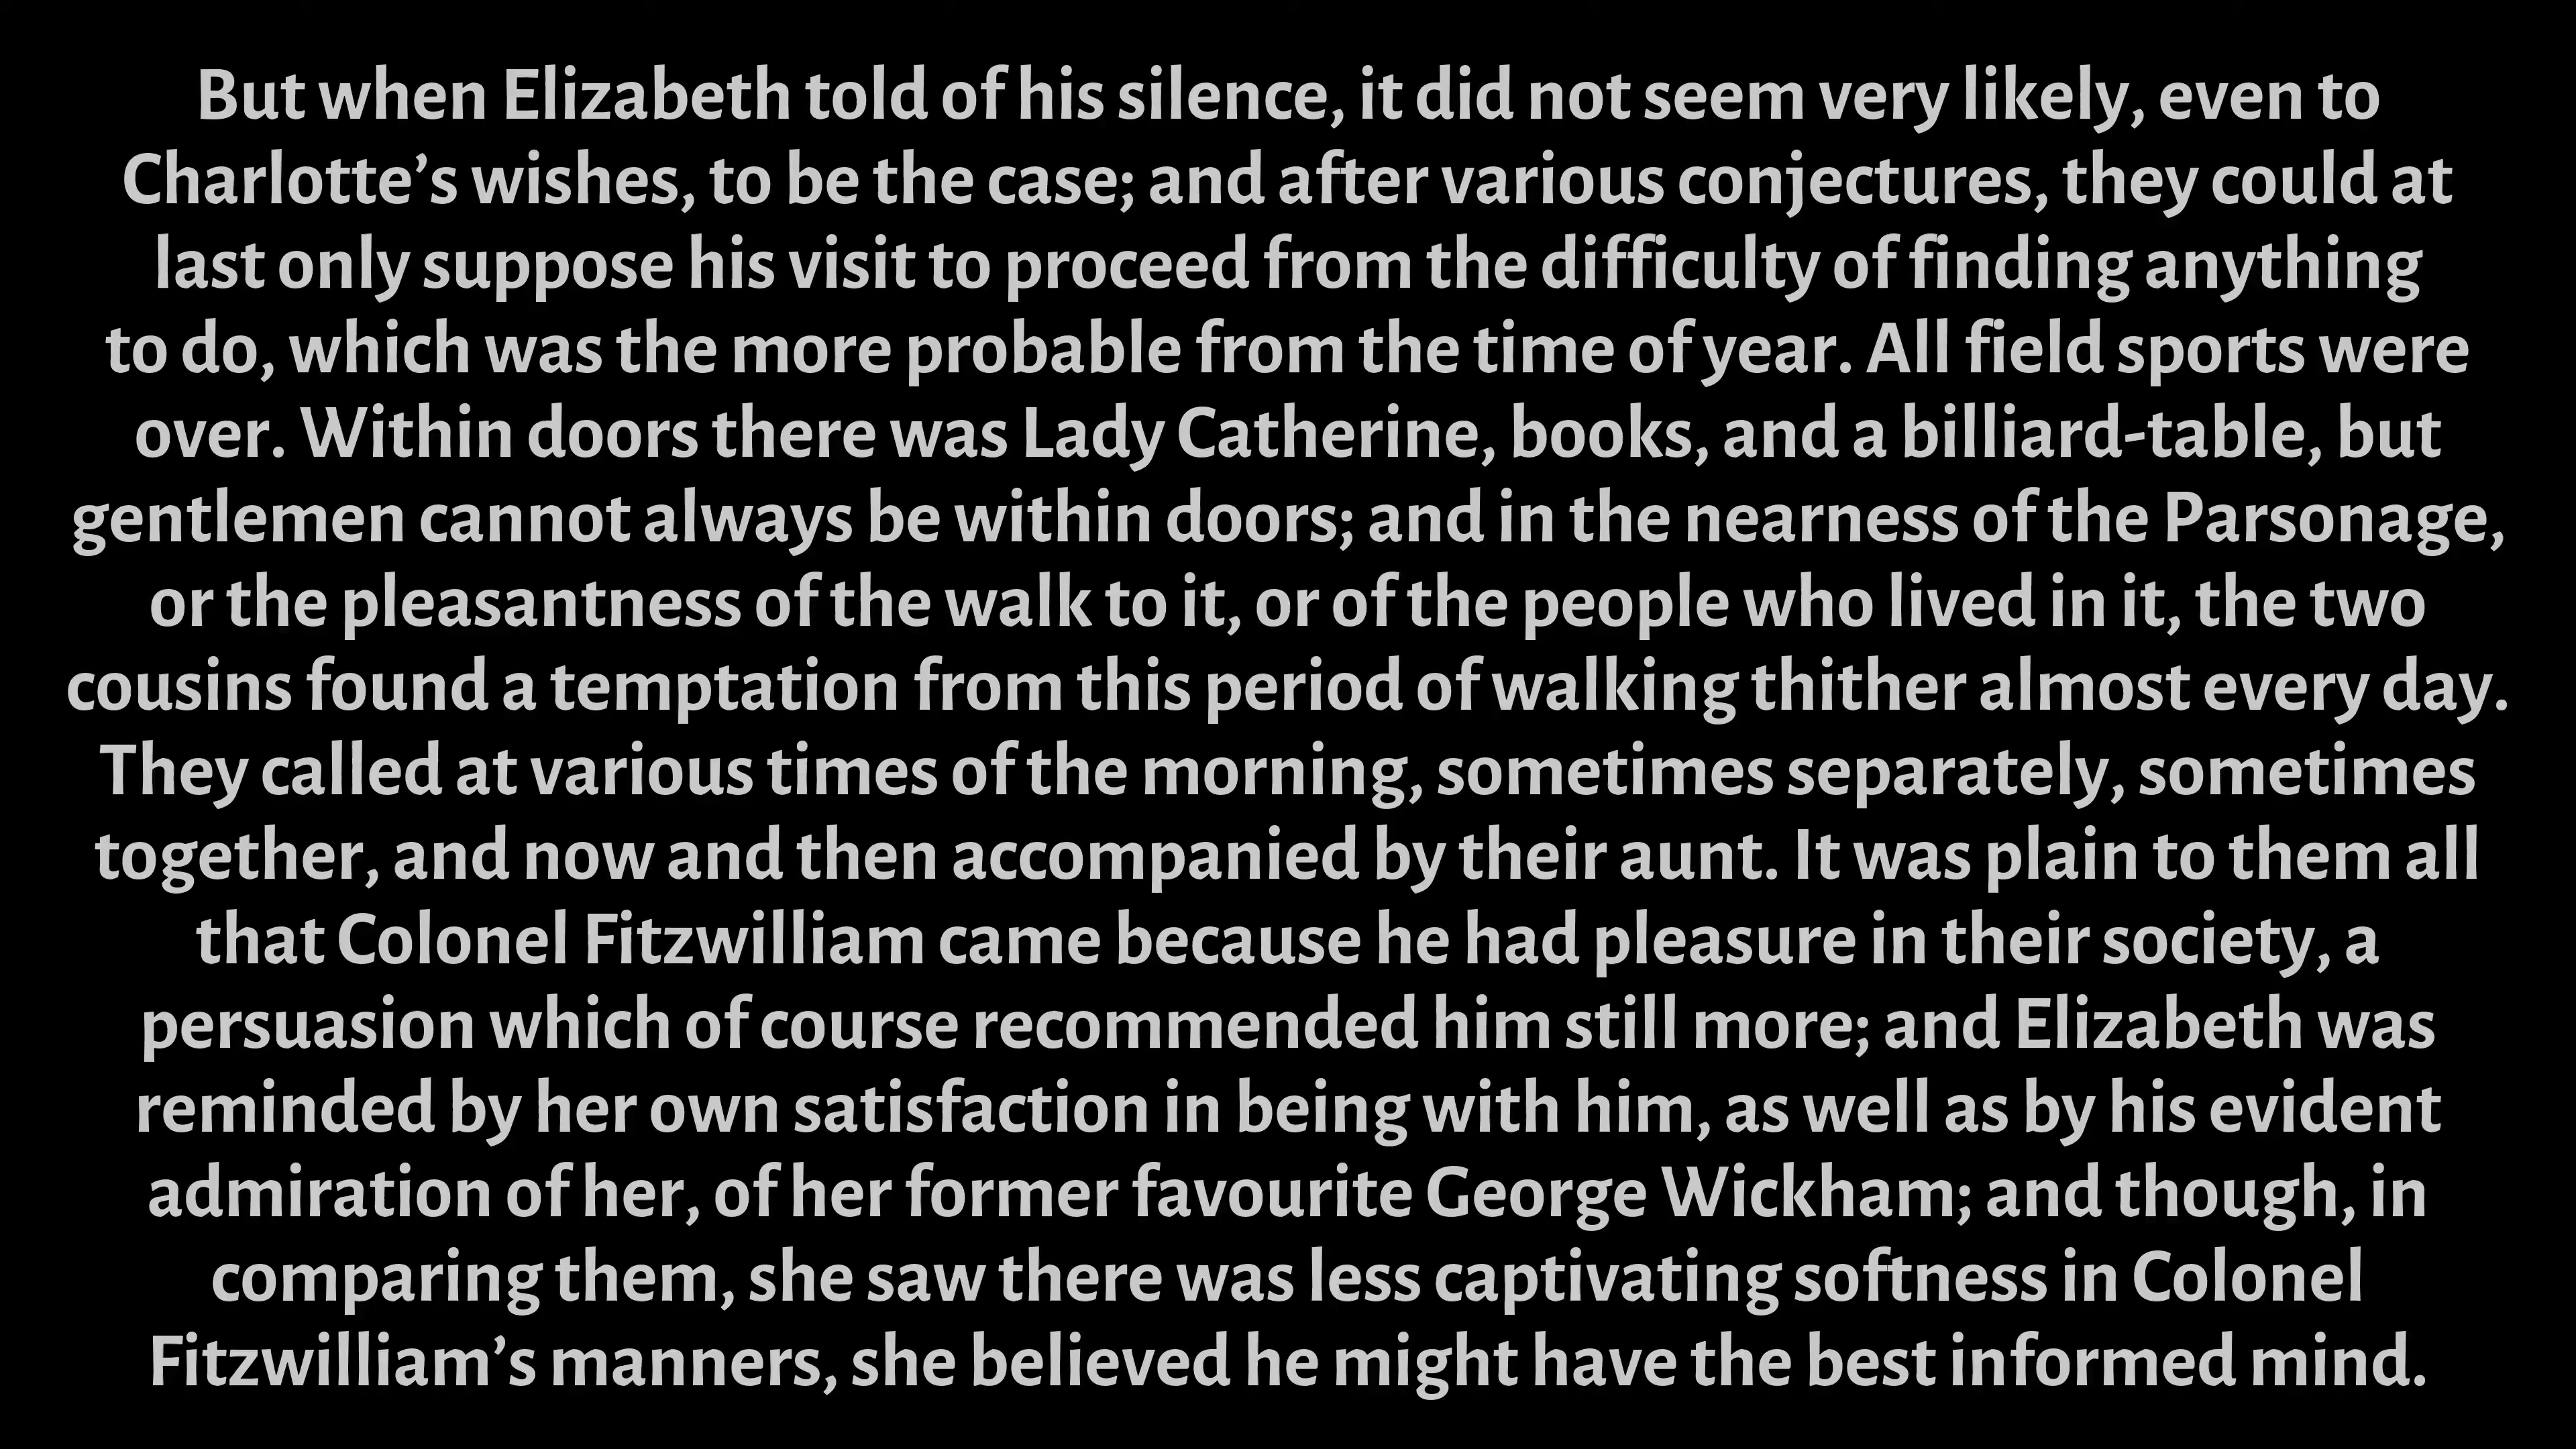 But when Elizabeth told of his silence, it did not seem very likely, even to
Charlotte’s wishes, to be the case; and after various conjectures, they could at
last only suppose his visit to proceed from the difficulty of finding anything
to do, which was the more probable from the time of year. All field sports were
over. Within doors there was Lady Catherine, books, and a billiard-table, but
gentlemen cannot always be within doors; and in the nearness of the Parsonage,
or the pleasantness of the walk to it, or of the people who lived in it, the two
cousins found a temptation from this period of walking thither almost every day.
They called at various times of the morning, sometimes separately, sometimes
together, and now and then accompanied by their aunt. It was plain to them all
that Colonel Fitzwilliam came because he had pleasure in their society, a
persuasion which of course recommended him still more; and Elizabeth was
reminded by her own satisfaction in being with him, as well as by his evident
admiration of her, of her former favourite George Wickham; and though, in
comparing them, she saw there was less captivating softness in Colonel
Fitzwilliam’s manners, she believed he might have the best informed mind.